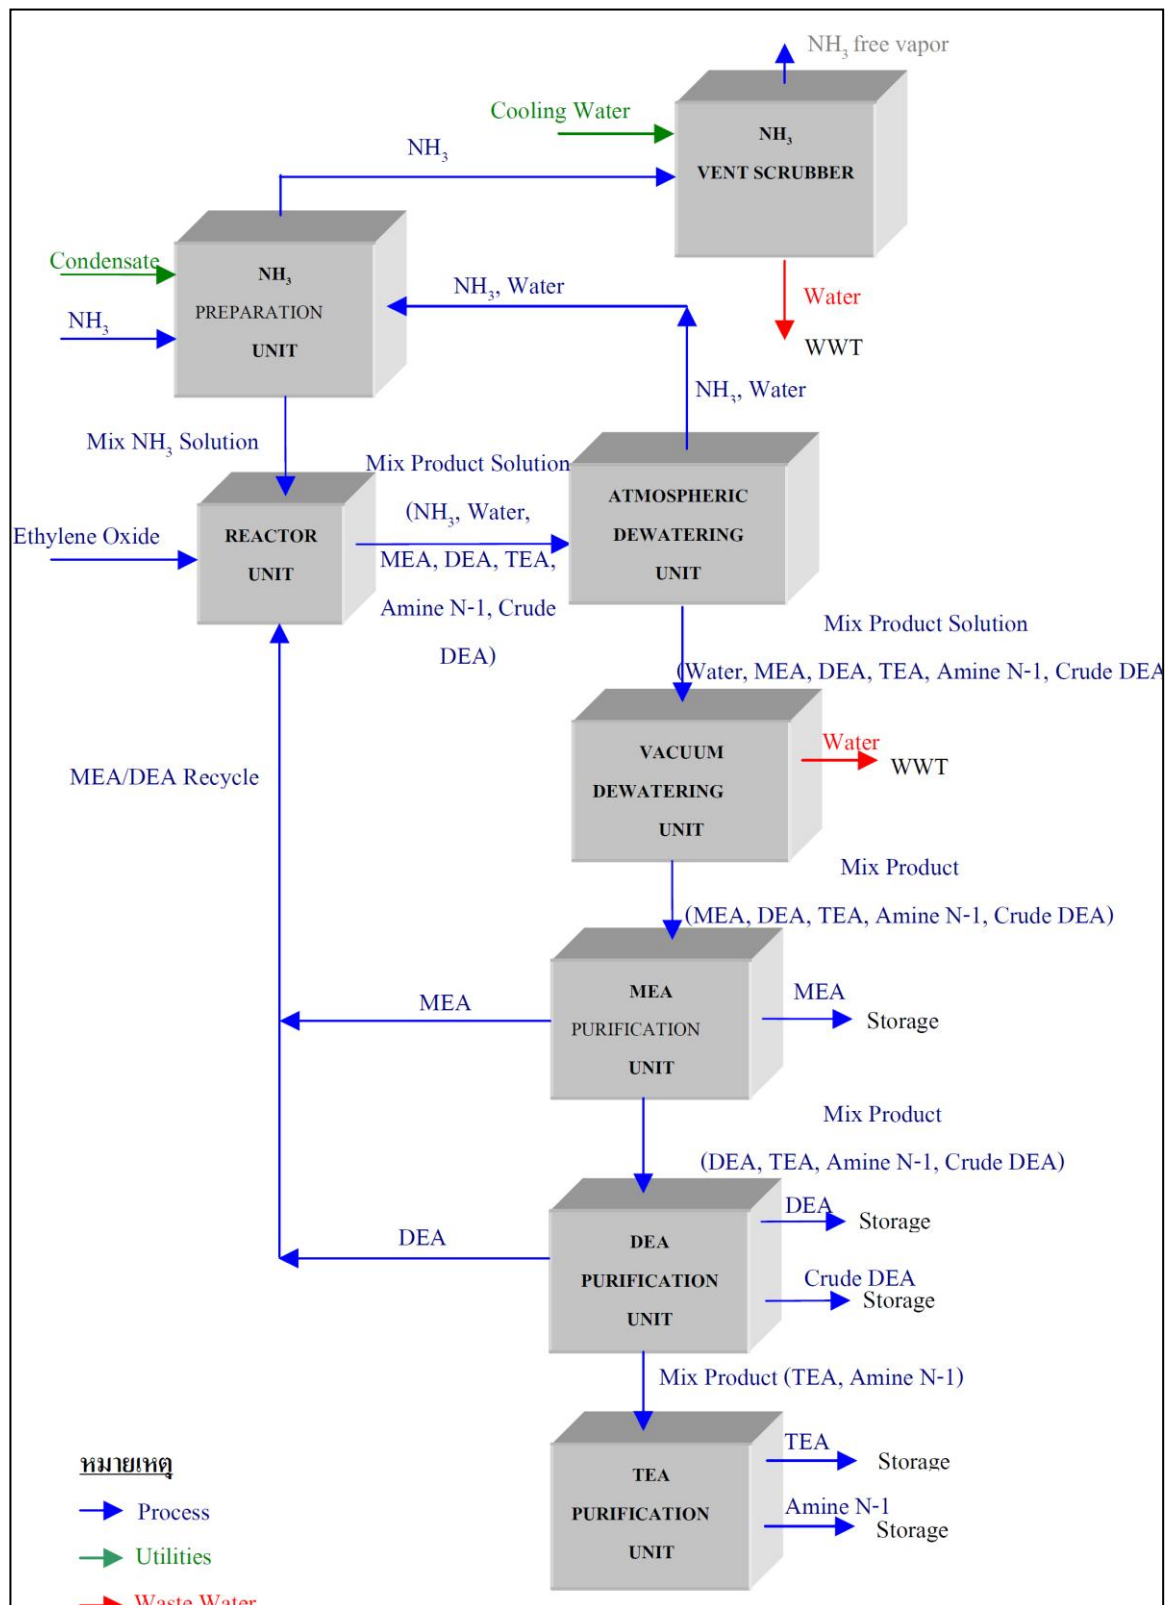 NH₃ free vapor
Cooling Water
NH₃
VENT SCRUBBER
NH₃
Condensate
NH₃
PREPARATION
UNIT
NH₃
NH₃, Water
Water
WWT
NH₃, Water
Mix NH₃ Solution
Mix Product Solution
(NH₃, Water,
MEA, DEA, TEA,
Amine N-1, Crude
DEA)
Ethylene Oxide
REACTOR
UNIT
ATMOSPHERIC
DEWATERING
UNIT
Mix Product Solution
(Water, MEA, DEA, TEA, Amine N-1, Crude DEA
VACUUM
DEWATERING
UNIT
Water
WWT
MEA/DEA Recycle
Mix Product
(MEA, DEA, TEA, Amine N-1, Crude DEA)
MEA
MEA
PURIFICATION
UNIT
MEA
Storage
Mix Product
(DEA, TEA, Amine N-1, Crude DEA)
DEA
DEA
PURIFICATION
UNIT
DEA
Storage
Crude DEA
Storage
Mix Product (TEA, Amine N-1)
TEA
PURIFICATION
UNIT
TEA
Storage
Amine N-1
Storage
หมายเหตุ
Process
Utilities
Waste Water